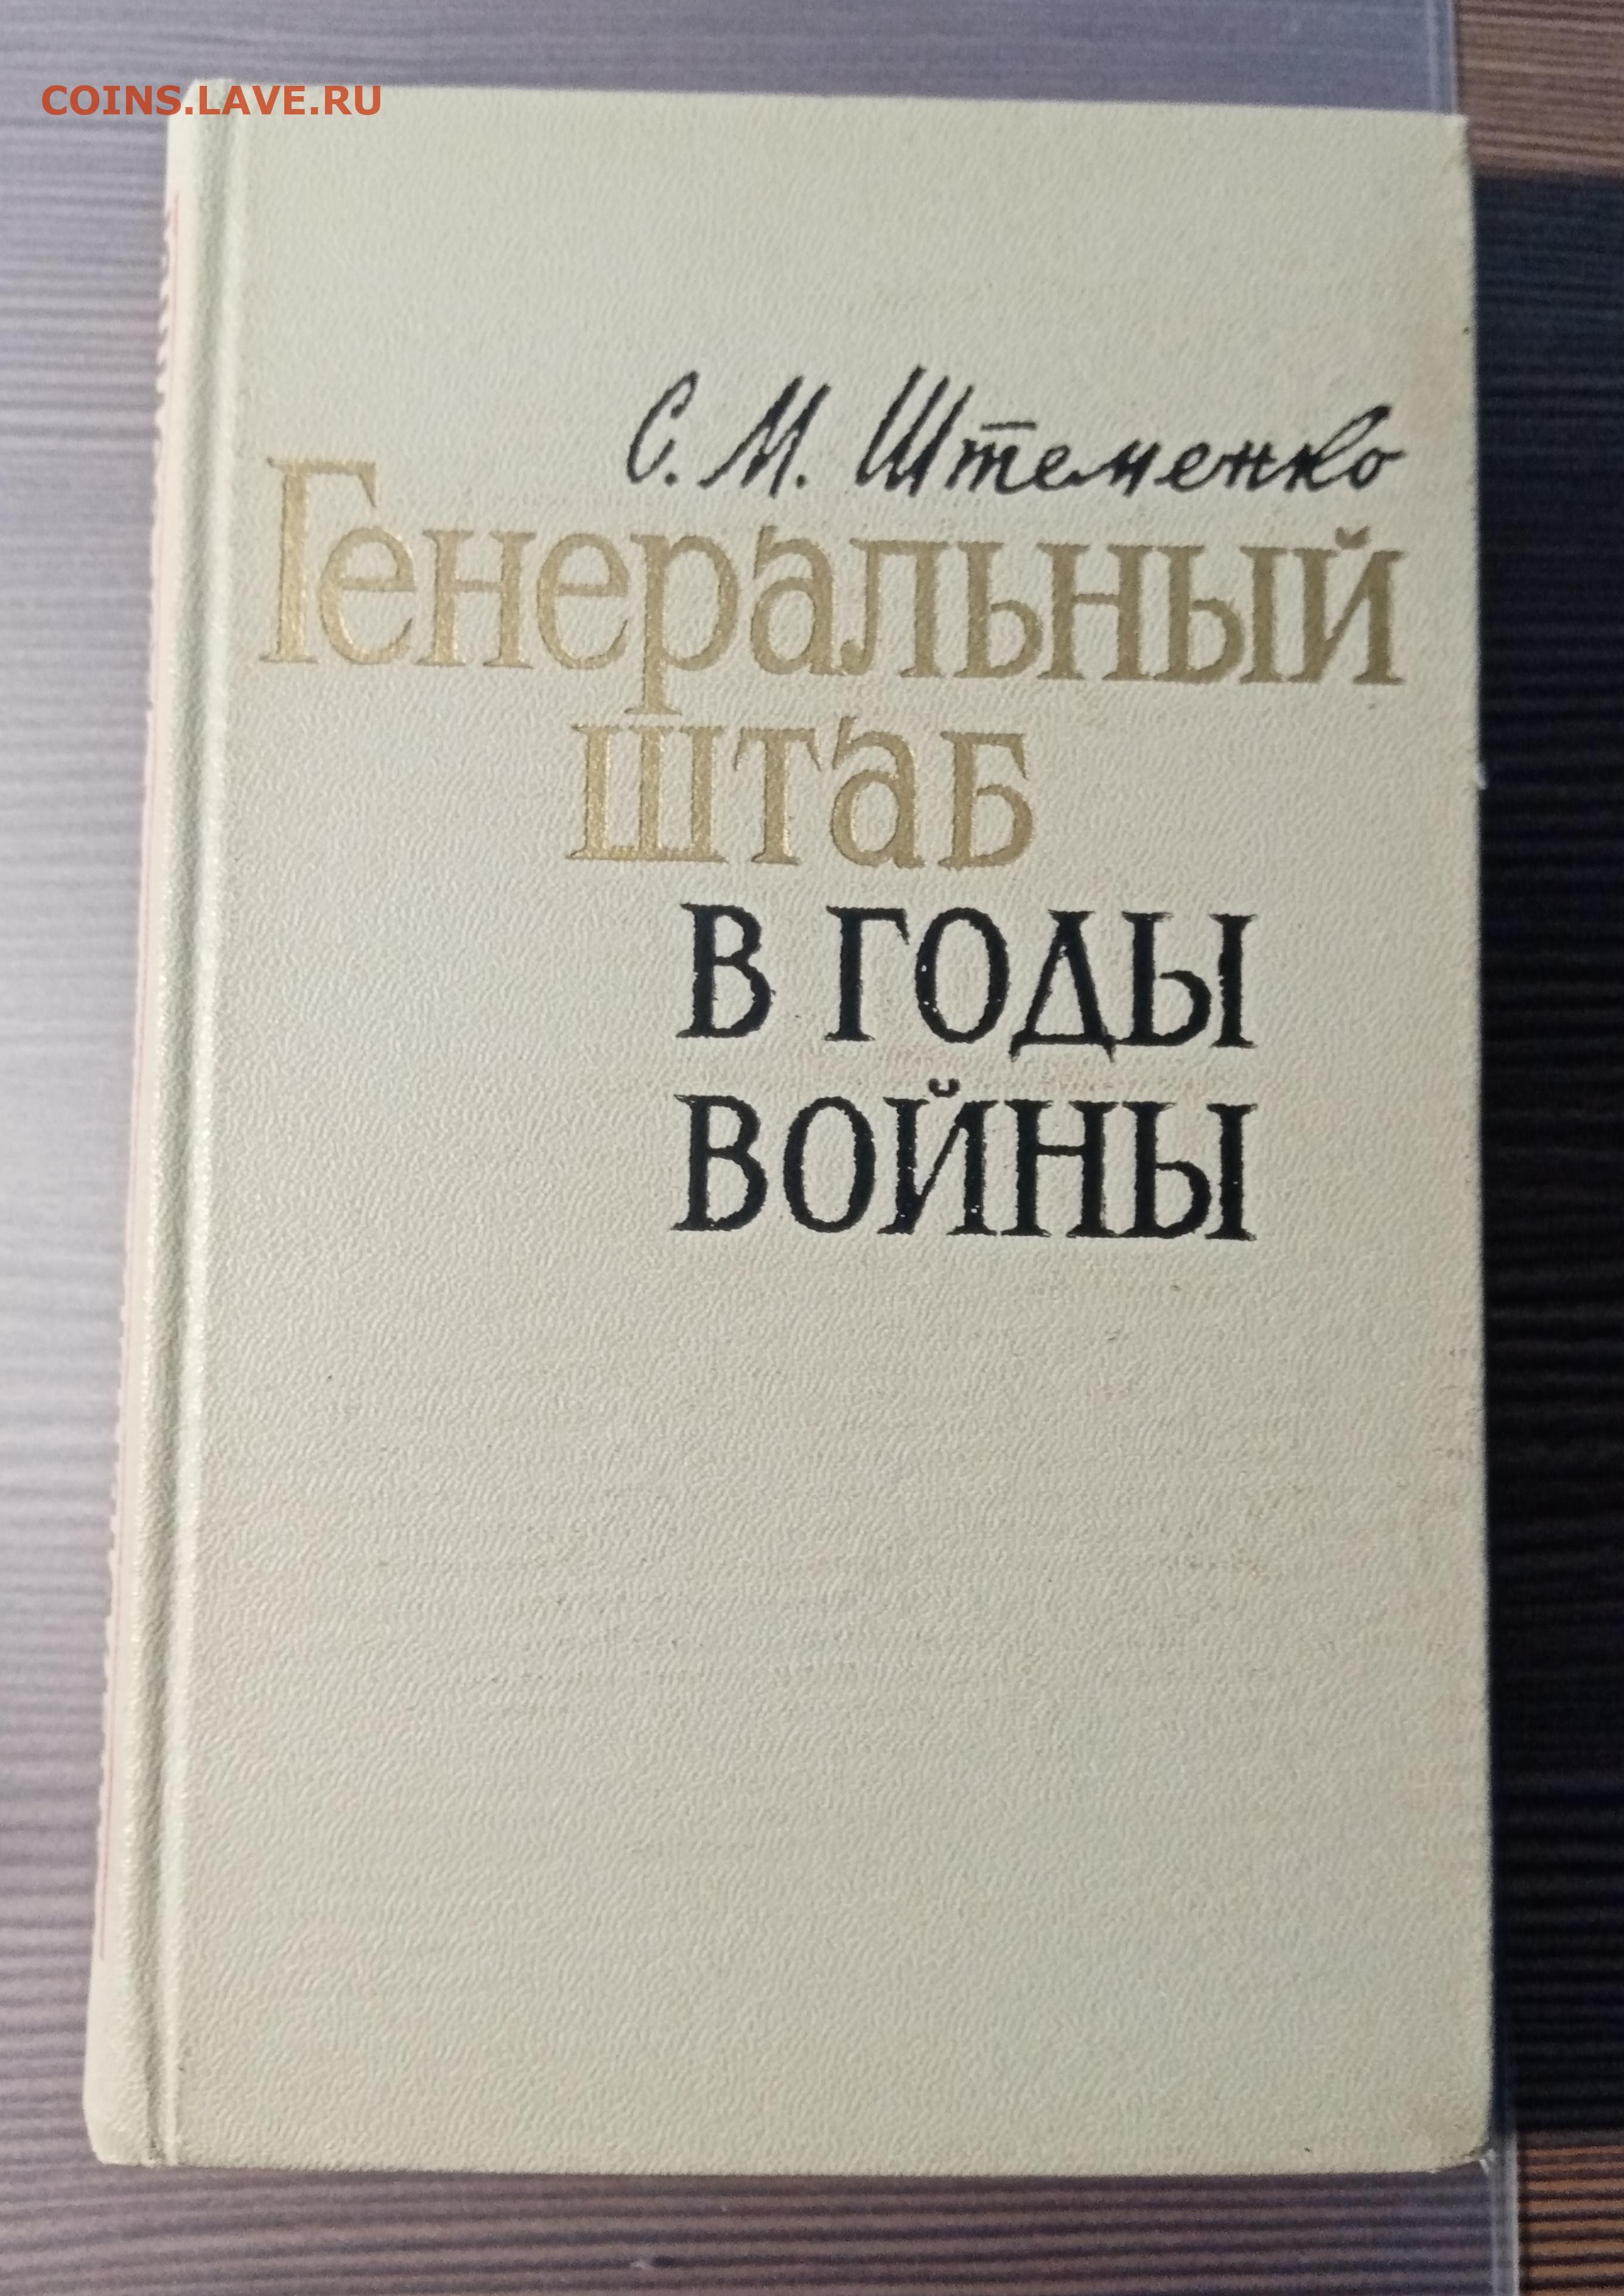 COINS.LAVE.RU
С. М. Штеменко
Генеральный
штаб
в годы
войны